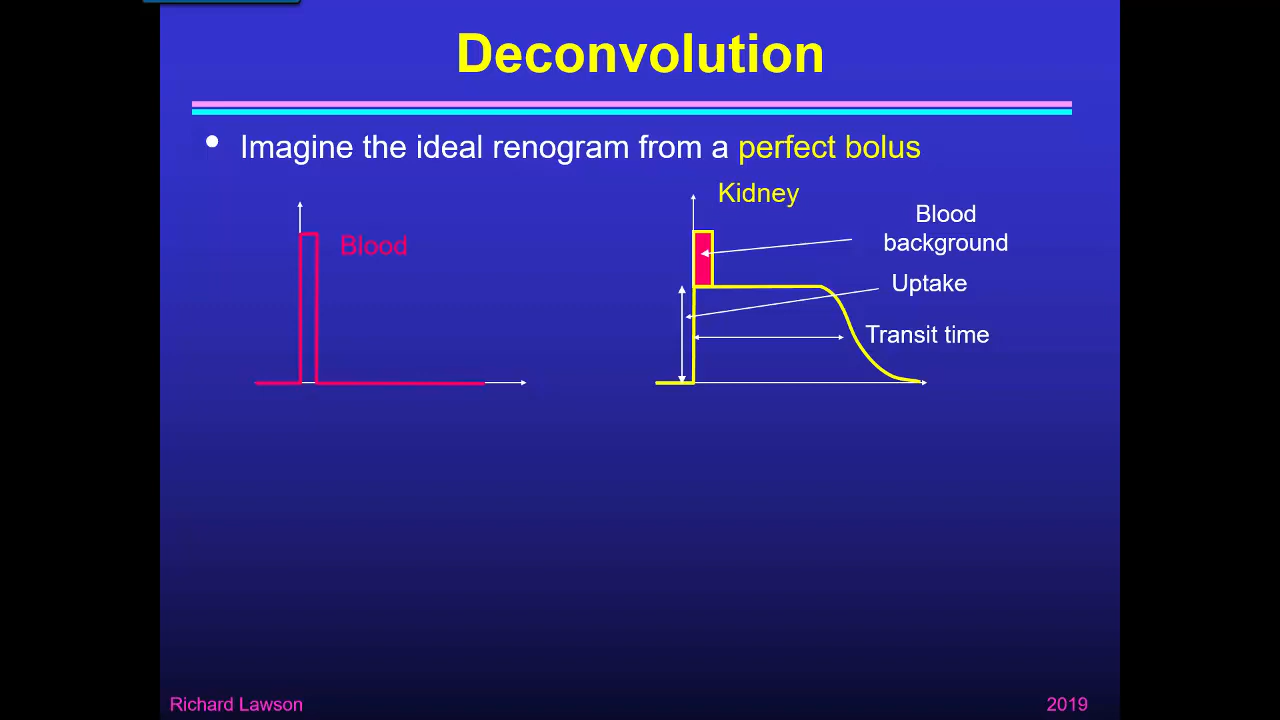 Deconvolution
Imagine the ideal renogram from a perfect bolus
Blood
Kidney
Blood
background
Uptake
Transit time
Richard Lawson
2019